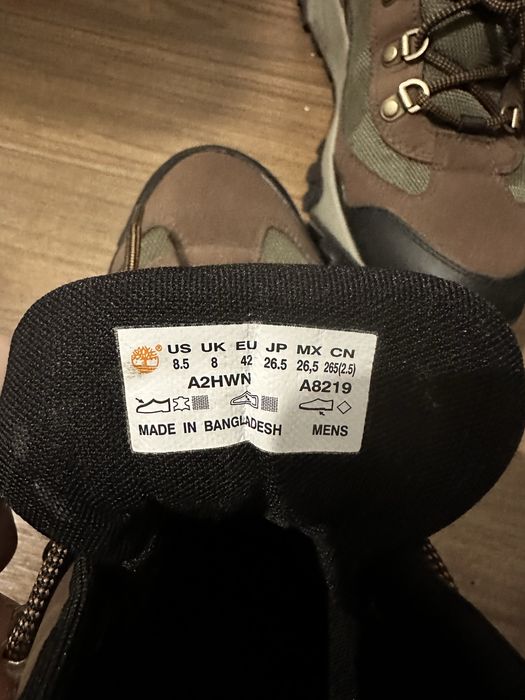 ® US UK EU JP MX CN
8.5 8 42 26.5 26,5 265(2.5)
A2HWN A8219
MADE IN BANGLADESH MENS